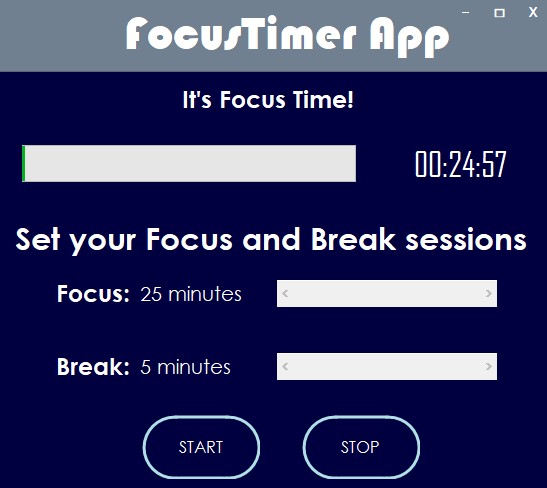 FocusTimer App
It's Focus Time!
00:24:57
Set your Focus and Break sessions
Focus: 25 minutes
Break: 5 minutes
START STOP